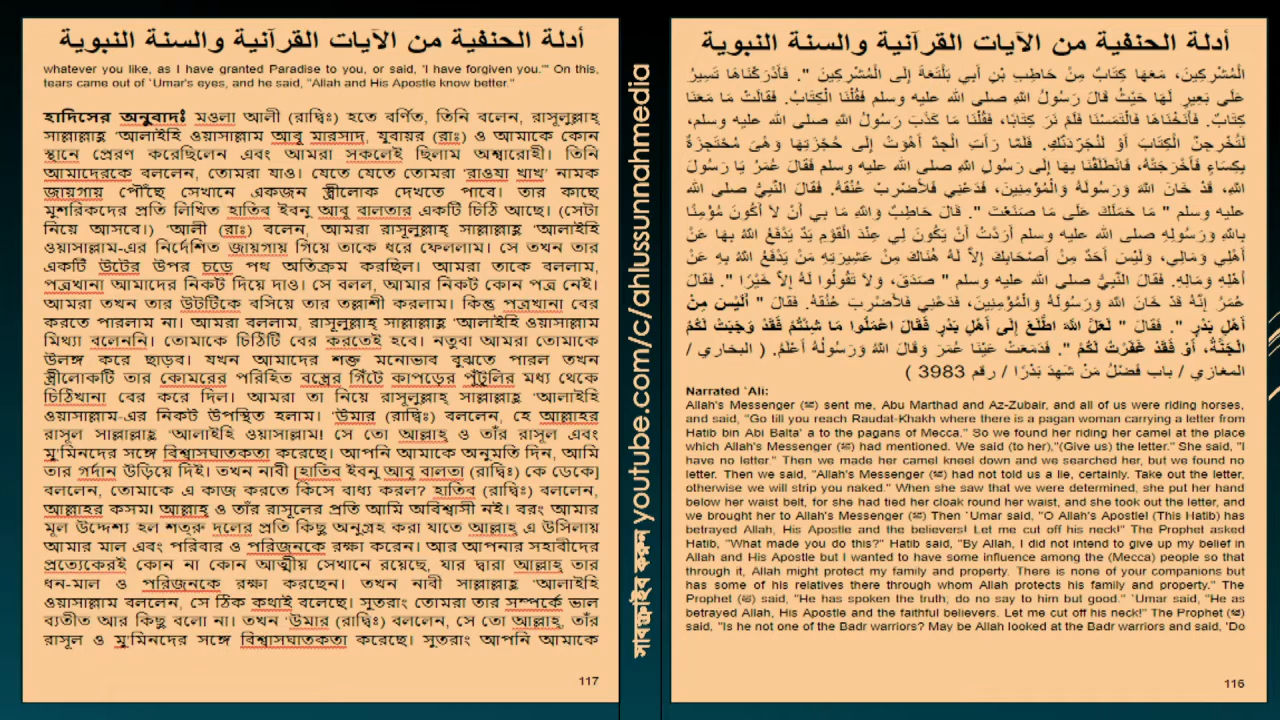 أدلة الحنفية من الآيات القرآنية والسنة النبوية
whatever you like, as I have granted Paradise to you, or said, 'I have forgiven you."' On this,
tears came out of `Umar's eyes, and he said, "Allah and His Apostle know better."
হাদিসের অনুবাদঃ মওলা আলী (রাদ্বিঃ) হতে বর্ণিত, তিনি বলেন, রাসূলুল্লাহ্
সাল্লাল্লাহু 'আলাইহি ওয়াসাল্লাম আবু মারসাদ, যুবায়র (রাঃ) ও আমাকে কোন
স্থানে প্রেরণ করেছিলেন এবং আমরা সকলেই ছিলাম অশ্বারোহী। তিনি
আমাদেরকে বললেন, তোমরা যাও। যেতে যেতে তোমরা 'রাওযা খাখ' নামক
জায়গায় পৌঁছে সেখানে একজন স্ত্রীলোক দেখতে পাবে। তার কাছে
মুশরিকদের প্রতি লিখিত হাতিব ইবনু আবূ বালতার একটি চিঠি আছে। (সেটা
নিয়ে আসবে।) 'আলী (রাঃ) বলেন, আমরা রাসূলুল্লাহ্ সাল্লাল্লাহু 'আলাইহি
ওয়াসাল্লাম-এর নির্দেশিত জায়গায় গিয়ে তাকে ধরে ফেললাম। সে তখন তার
একটি উটের উপর চড়ে পথ অতিক্রম করছিল। আমরা তাকে বললাম,
পত্রখানা আমাদের নিকট দিয়ে দাও। সে বলল, আমার নিকট কোন পত্র নেই।
আমরা তখন তার উটটিকে বসিয়ে তার তল্লাশী করলাম। কিন্তু পত্রখানা বের
করতে পারলাম না। আমরা বললাম, রাসূলুল্লাহ্ সাল্লাল্লাহু 'আলাইহি ওয়াসাল্লাম
মিথ্যা বলেননি। তোমাকে চিঠিটি বের করতেই হবে। নতুবা আমরা তোমাকে
উলঙ্গ করে ছাড়ব। যখন আমাদের শক্ত মনোভাব বুঝতে পারল তখন
স্ত্রীলোকটি তার কোমরের পরিহিত বস্ত্রের গিঁটে কাপড়ের পুঁটুলির মধ্য থেকে
চিঠিখানা বের করে দিল। আমরা তা নিয়ে রাসূলুল্লাহ্ সাল্লাল্লাহু 'আলাইহি
ওয়াসাল্লাম-এর নিকট উপস্থিত হলাম। 'উমার (রাদ্বিঃ) বললেন, হে আল্লাহর
রাসূল সাল্লাল্লাহু 'আলাইহি ওয়াসাল্লাম! সে তো আল্লাহ্ ও তাঁর রাসূল এবং
মু'মিনদের সঙ্গে বিশ্বাসঘাতকতা করেছে। আপনি আমাকে অনুমতি দিন, আমি
তার গর্দান উড়িয়ে দিই। তখন নাবী [হাতিব ইবনু আবূ বালতা (রাদ্বিঃ) কে ডেকে]
বললেন, তোমাকে এ কাজ করতে কিসে বাধ্য করল? হাতিব (রাদ্বিঃ) বললেন,
আল্লাহর কসম! আল্লাহ্ ও তাঁর রাসূলের প্রতি আমি অবিশ্বাসী নই। বরং আমার
মূল উদ্দেশ্য হল শত্রু দলের প্রতি কিছু অনুগ্রহ করা যাতে আল্লাহ্ এ উসিলায়
আমার মাল এবং পরিবার ও পরিজনকে রক্ষা করেন। আর আপনার সহাবীদের
প্রত্যেকেরই কোন না কোন আত্মীয় সেখানে রয়েছে, যার দ্বারা আল্লাহ্ তার
ধন-মাল ও পরিজনকে রক্ষা করছেন। তখন নাবী সাল্লাল্লাহু 'আলাইহি
ওয়াসাল্লাম বললেন, সে ঠিক কথাই বলেছে। সুতরাং তোমরা তার সম্পর্কে ভাল
ব্যতীত আর কিছু বলো না। তখন 'উমার (রাদ্বিঃ) বললেন, সে তো আল্লাহ্, তাঁর
রাসূল ও মু'মিনদের সঙ্গে বিশ্বাসঘাতকতা করেছে। সুতরাং আপনি আমাকে
117
সাবস্ক্রাইব করুন youtube.com/c/ahlussunnahmedia
أدلة الحنفية من الآيات القرآنية والسنة النبوية
الْمُشْرِكِينَ، مَعَهَا كِتَابٌ مِنْ حَاطِبِ بْنِ أَبِي بَلْتَعَةَ إِلَى الْمُشْرِكِينَ ". فَأَدْرَكْنَاهَا تَسِيرُ
عَلَى بَعِيرٍ لَهَا حَيْثُ قَالَ رَسُولُ اللهِ صلى الله عليه وسلم فَقُلْنَا الْكِتَابُ. فَقَالَتْ مَا مَعَنَا
كِتَابٌ. فَأَنَخْنَاهَا فَالْتَمَسْنَا فَلَمْ نَرَ كِتَابًا، فَقُلْنَا مَا كَذَبَ رَسُولُ اللهِ صلى الله عليه وسلم،
لَتُخْرِجِنَّ الْكِتَابَ أَوْ لَنُجَرِّدَنَّكِ. فَلَمَّا رَأَتِ الْجِدَّ أَهْوَتْ إِلَى حُجْزَتِهَا وَهْىَ مُحْتَجِزَةٌ
بِكِسَاءٍ فَأَخْرَجَتْهُ، فَانْطَلَقْنَا بِهَا إِلَى رَسُولِ اللهِ صلى الله عليه وسلم فَقَالَ عُمَرُ يَا رَسُولَ
اللهِ، قَدْ خَانَ اللهَ وَرَسُولَهُ وَالْمُؤْمِنِينَ، فَدَعْنِي فَلأَضْرِبَ عُنُقَهُ. فَقَالَ النَّبِيُّ صلى الله
عليه وسلم " مَا حَمَلَكَ عَلَى مَا صَنَعْتَ ". قَالَ حَاطِبٌ وَاللهِ مَا بِي أَنْ لاَ أَكُونَ مُؤْمِنًا
بِاللهِ وَرَسُولِهِ صلى الله عليه وسلم أَرَدْتُ أَنْ يَكُونَ لِي عِنْدَ الْقَوْمِ يَدٌ يَدْفَعُ اللهُ بِهَا عَنْ
أَهْلِي وَمَالِي، وَلَيْسَ أَحَدٌ مِنْ أَصْحَابِكَ إِلاَّ لَهُ هُنَاكَ مِنْ عَشِيرَتِهِ مَنْ يَدْفَعُ اللهُ بِهِ عَنْ
أَهْلِهِ وَمَالِهِ. فَقَالَ النَّبِيُّ صلى الله عليه وسلم " صَدَقَ، وَلاَ تَقُولُوا لَهُ إِلاَّ خَيْرًا ". فَقَالَ
عُمَرُ إِنَّهُ قَدْ خَانَ اللهَ وَرَسُولَهُ وَالْمُؤْمِنِينَ، فَدَعْنِي فَلأَضْرِبَ عُنُقَهُ. فَقَالَ " أَلَيْسَ مِنْ
أَهْلِ بَدْرٍ ". فَقَالَ " لَعَلَّ اللهَ اطَّلَعَ إِلَى أَهْلِ بَدْرٍ فَقَالَ اعْمَلُوا مَا شِئْتُمْ فَقَدْ وَجَبَتْ لَكُمُ
الْجَنَّةُ، أَوْ فَقَدْ غَفَرْتُ لَكُمْ ". فَدَمَعَتْ عَيْنَا عُمَرَ وَقَالَ اللهُ وَرَسُولُهُ أَعْلَمُ. ( البخاري /
المغازي / باب فَضْلُ مَنْ شَهِدَ بَدْرًا / رقم 3983 )
Narrated `Ali:
Allah's Messenger (ﷺ) sent me, Abu Marthad and Az-Zubair, and all of us were riding horses,
and said, "Go till you reach Raudat-Khakh where there is a pagan woman carrying a letter from
Hatib bin Abi Balta' a to the pagans of Mecca." So we found her riding her camel at the place
which Allah's Messenger (ﷺ) had mentioned. We said (to her),"(Give us) the letter." She said, "I
have no letter." Then we made her camel kneel down and we searched her, but we found no
letter. Then we said, "Allah's Messenger (ﷺ) had not told us a lie, certainly. Take out the letter,
otherwise we will strip you naked." When she saw that we were determined, she put her hand
below her waist belt, for she had tied her cloak round her waist, and she took out the letter, and
we brought her to Allah's Messenger (ﷺ) Then `Umar said, "O Allah's Apostle! (This Hatib) has
betrayed Allah, His Apostle and the believers! Let me cut off his neck!" The Prophet asked
Hatib, "What made you do this?" Hatib said, "By Allah, I did not intend to give up my belief in
Allah and His Apostle but I wanted to have some influence among the (Mecca) people so that
through it, Allah might protect my family and property. There is none of your companions but
has some of his relatives there through whom Allah protects his family and property." The
Prophet (ﷺ) said, "He has spoken the truth; do no say to him but good." `Umar said, "He as
betrayed Allah, His Apostle and the faithful believers. Let me cut off his neck!" The Prophet (ﷺ)
said, "Is he not one of the Badr warriors? May be Allah looked at the Badr warriors and said, 'Do
116